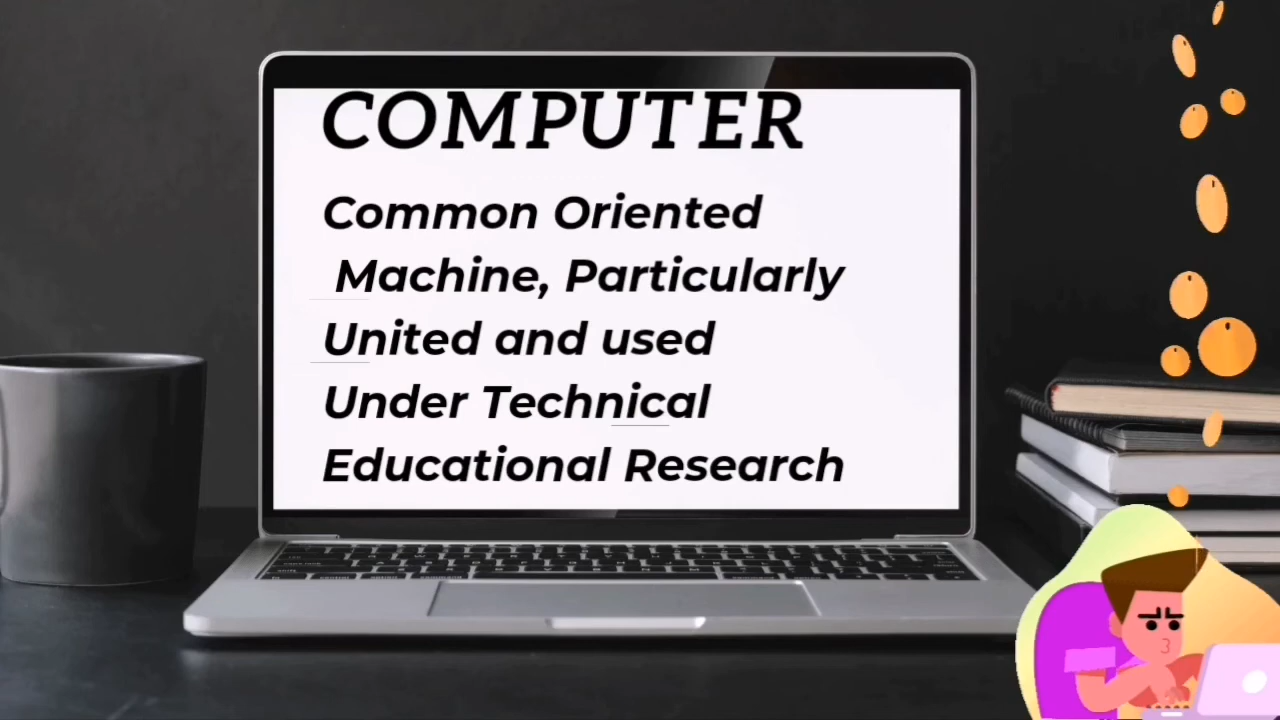 COMPUTER
Common Oriented
Machine, Particularly
United and used
Under Technical
Educational Research